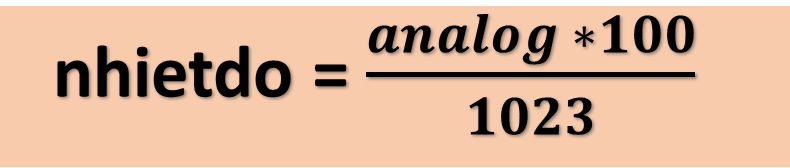 nhietdo = analog *100
1023